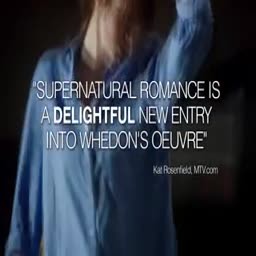 "SUPERNATURAL ROMANCE IS
A DELIGHTFUL NEW ENTRY
INTO WHEDON'S OEUVRE"
Kat Rosenfield, MTV.com